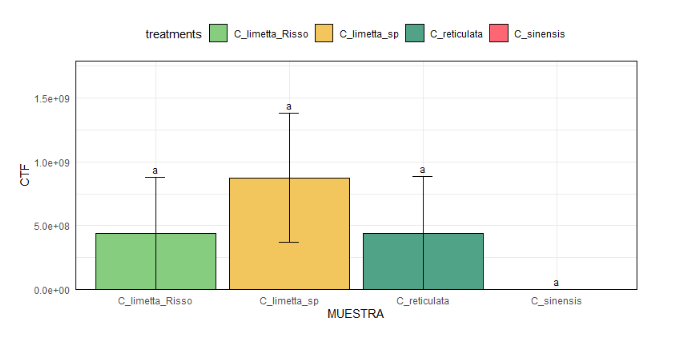 treatments C_limetta_Risso C_limetta_sp C_reticulata C_sinensis
1.5e+09
1.0e+09
5.0e+08
0.0e+00
CTF
a
a
a
a
C_limetta_Risso C_limetta_sp C_reticulata C_sinensis
MUESTRA